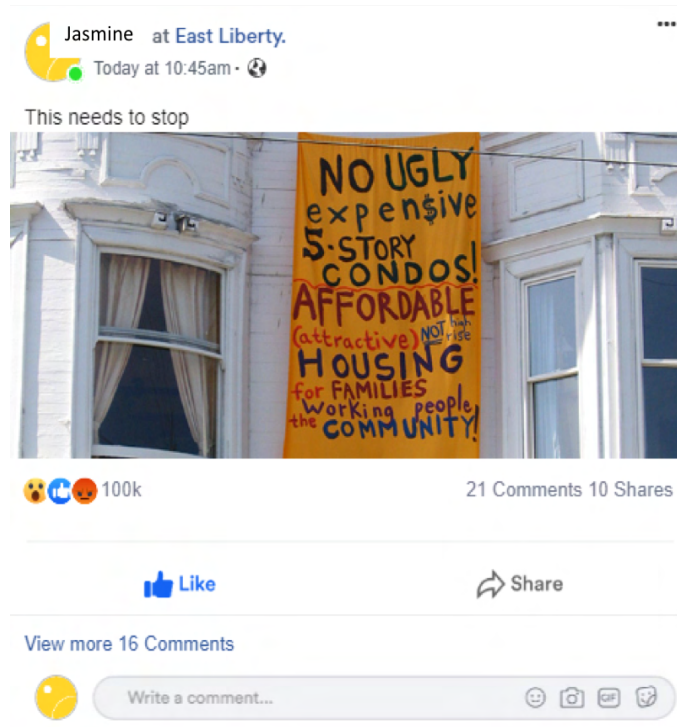 Jasmine at East Liberty.
Today at 10:45am ·
This needs to stop
NO UGLY
expen$ive
5-STORY
CONDOS!
AFFORDABLE
(attractive) NOT high rise
HOUSING
for FAMILIES
working people,
the COMMUNITY!
100k
21 Comments 10 Shares
Like
Share
View more 16 Comments
Write a comment...
GIF